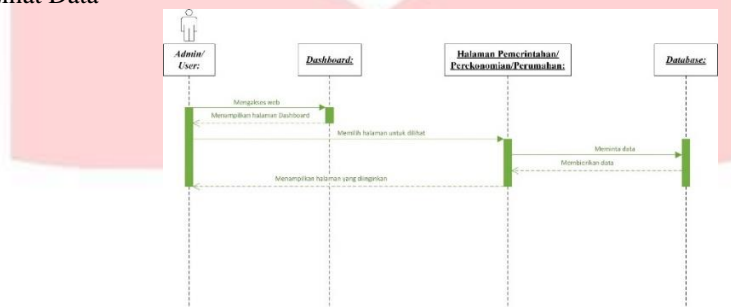 Data
Admin/
User:
Dashboard:
Halaman Pemerintahan/
Perekonomian/Perumahan:
Database:
Mengakses web
Menampilkan halaman Dashboard
Memilih halaman untuk dilihat
Meminta data
Memberikan data
Menampilkan halaman yang diinginkan